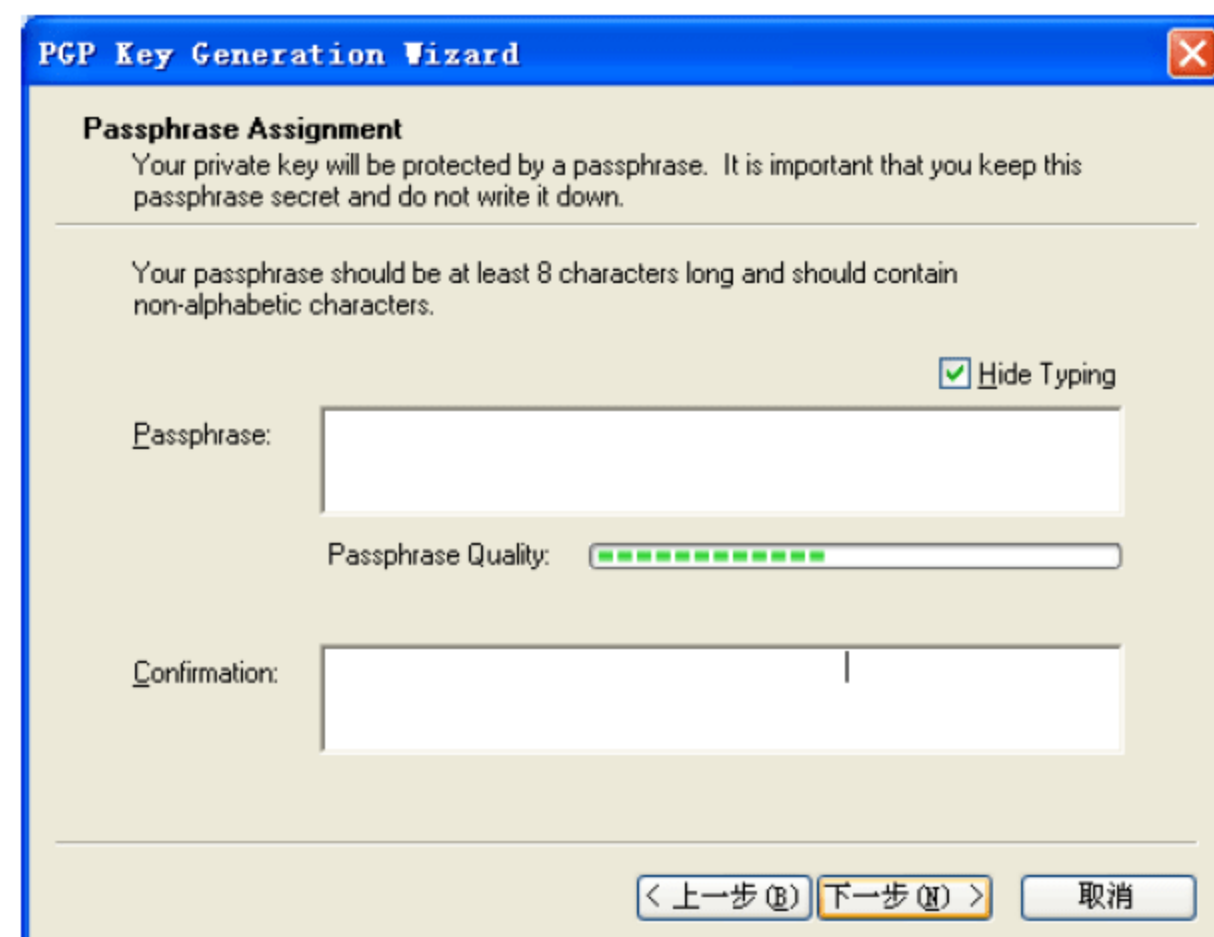 PGP Key Generation Wizard
Passphrase Assignment
Your private key will be protected by a passphrase. It is important that you keep this
passphrase secret and do not write it down.
Your passphrase should be at least 8 characters long and should contain
non-alphabetic characters.
Hide Typing
Passphrase:
Passphrase Quality:
Confirmation:
< 上一步(B) 下一步(N) > 取消